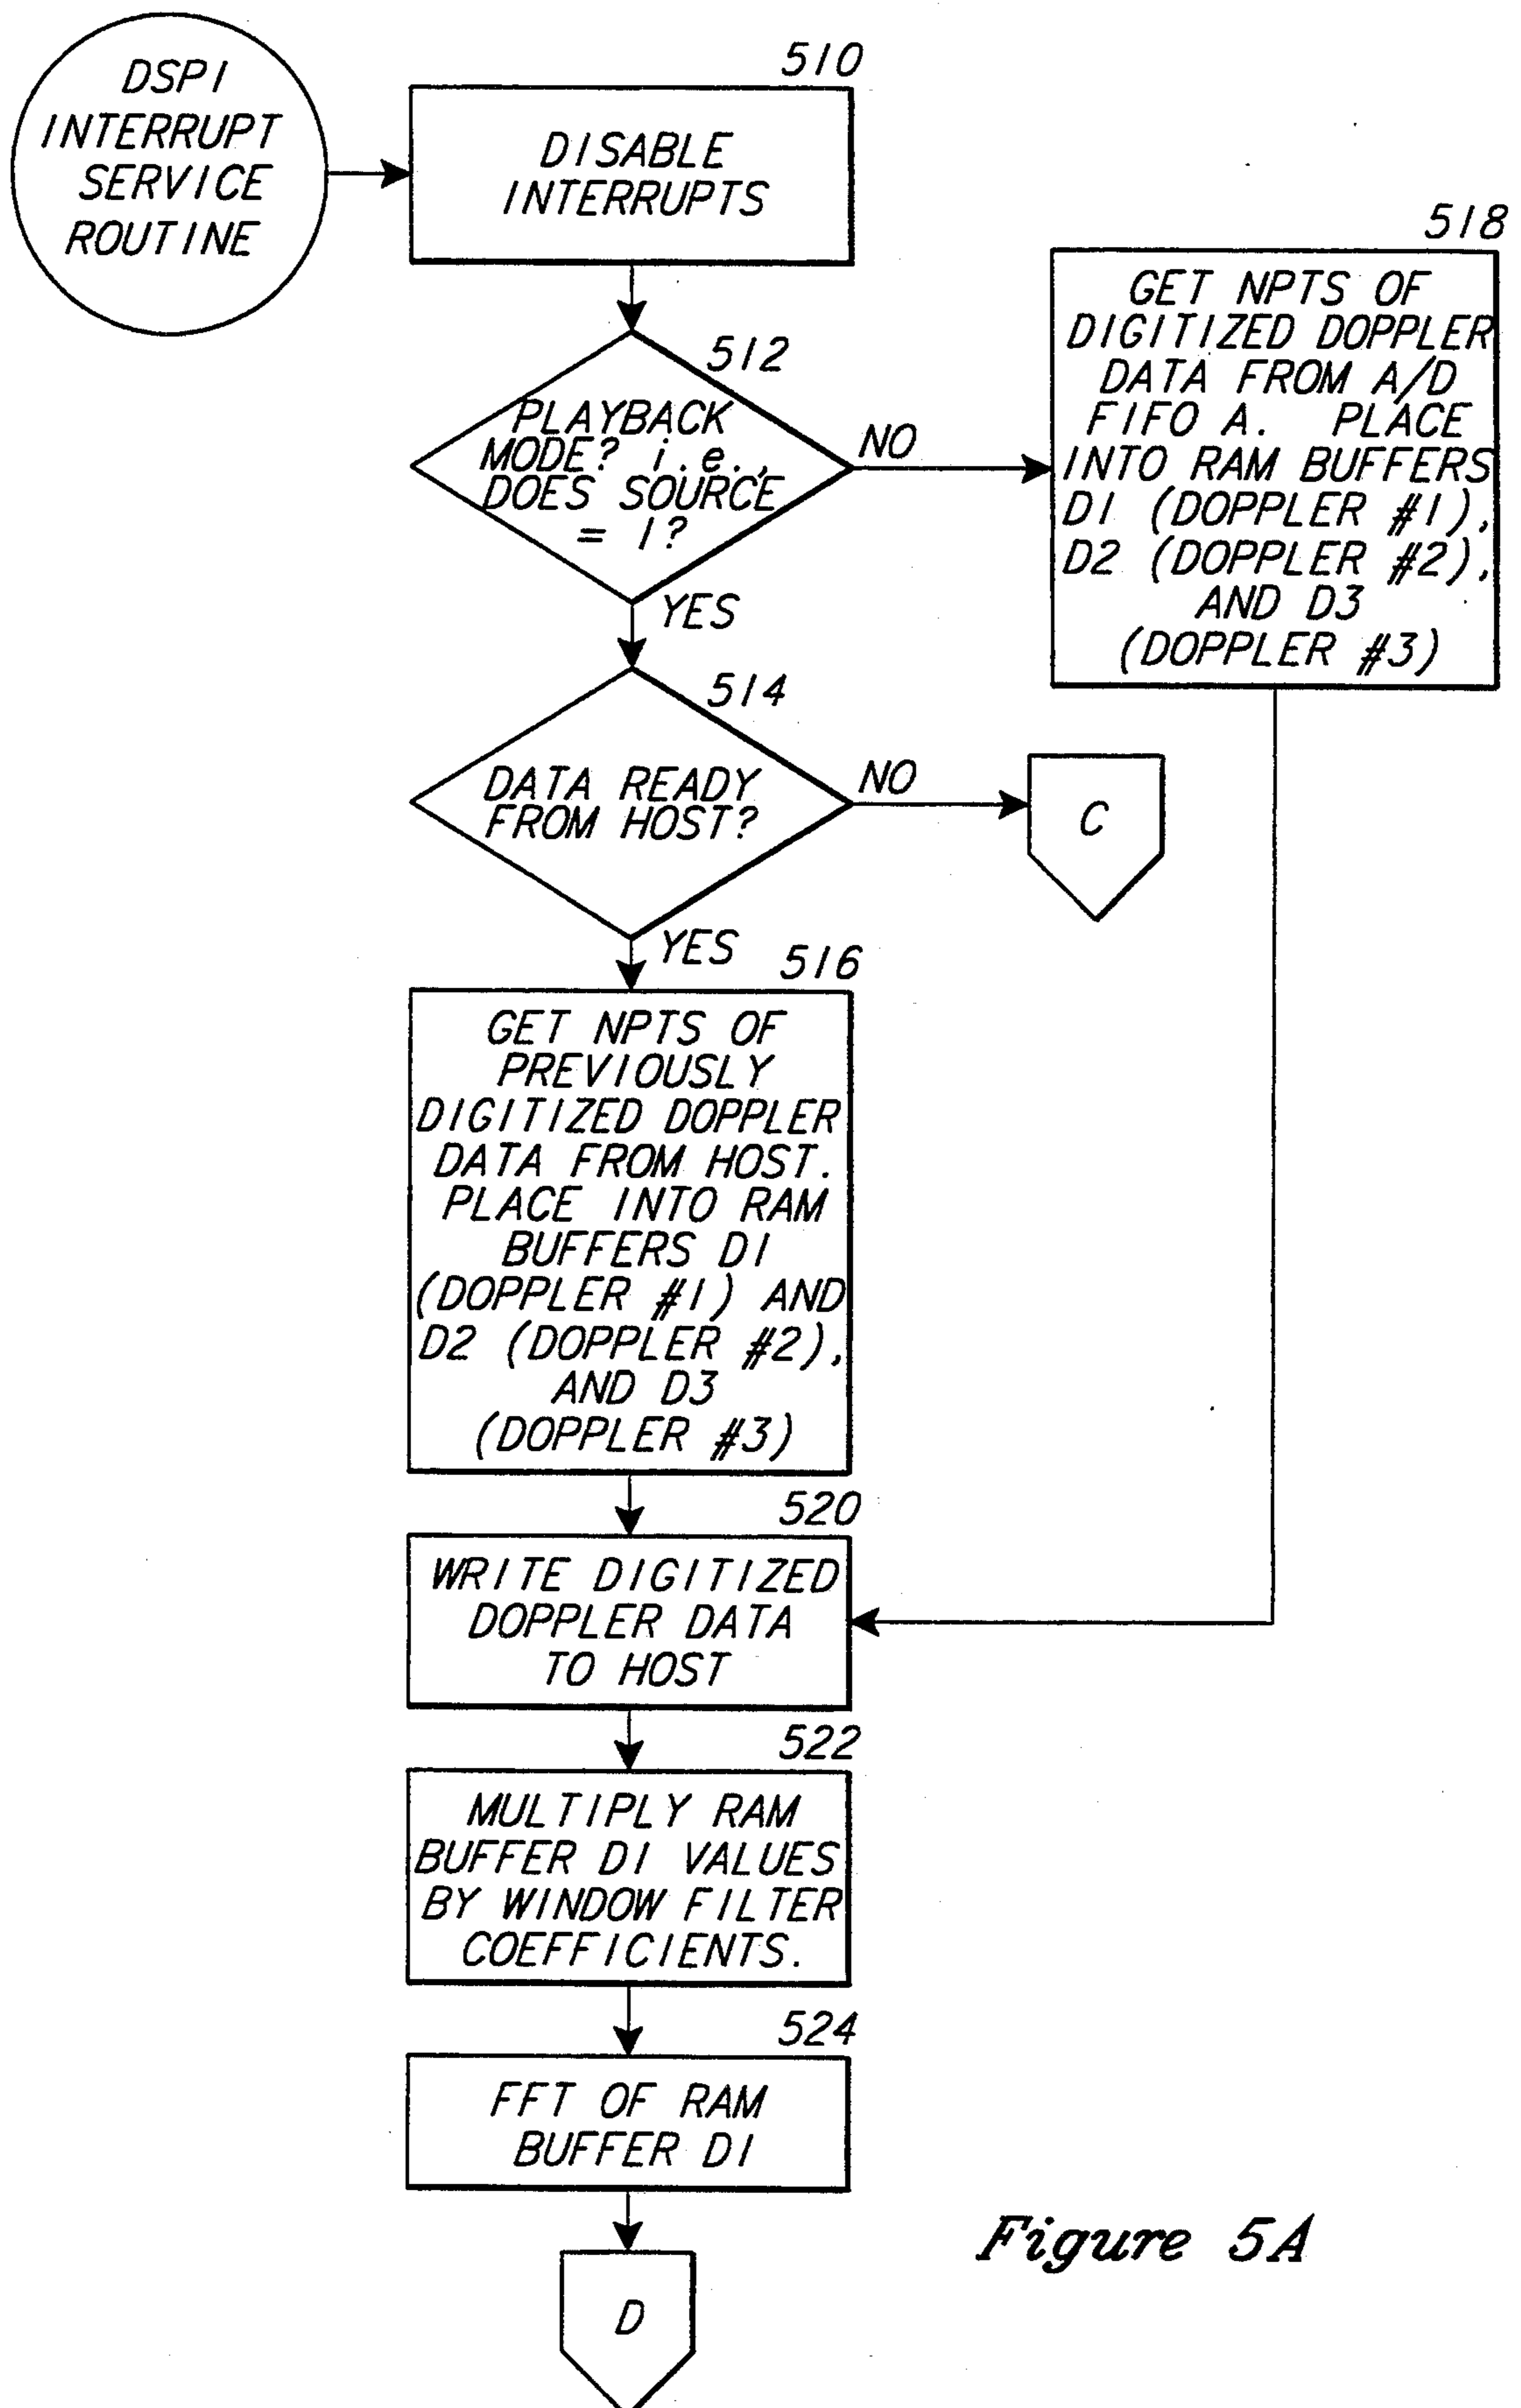 DSP1
INTERRUPT
SERVICE
ROUTINE
510
DISABLE
INTERRUPTS
512
PLAYBACK
MODE? i.e.,
DOES SOURCE
= 1?
NO
YES
518
GET NPTS OF
DIGITIZED DOPPLER
DATA FROM A/D
FIFO A. PLACE
INTO RAM BUFFERS
D1 (DOPPLER #1),
D2 (DOPPLER #2),
AND D3
(DOPPLER #3)
514
DATA READY
FROM HOST?
NO
C
YES
516
GET NPTS OF
PREVIOUSLY
DIGITIZED DOPPLER
DATA FROM HOST.
PLACE INTO RAM
BUFFERS D1
(DOPPLER #1) AND
D2 (DOPPLER #2),
AND D3
(DOPPLER #3)
520
WRITE DIGITIZED
DOPPLER DATA
TO HOST
522
MULTIPLY RAM
BUFFER D1 VALUES
BY WINDOW FILTER
COEFFICIENTS.
524
FFT OF RAM
BUFFER D1
D
Figure 5A